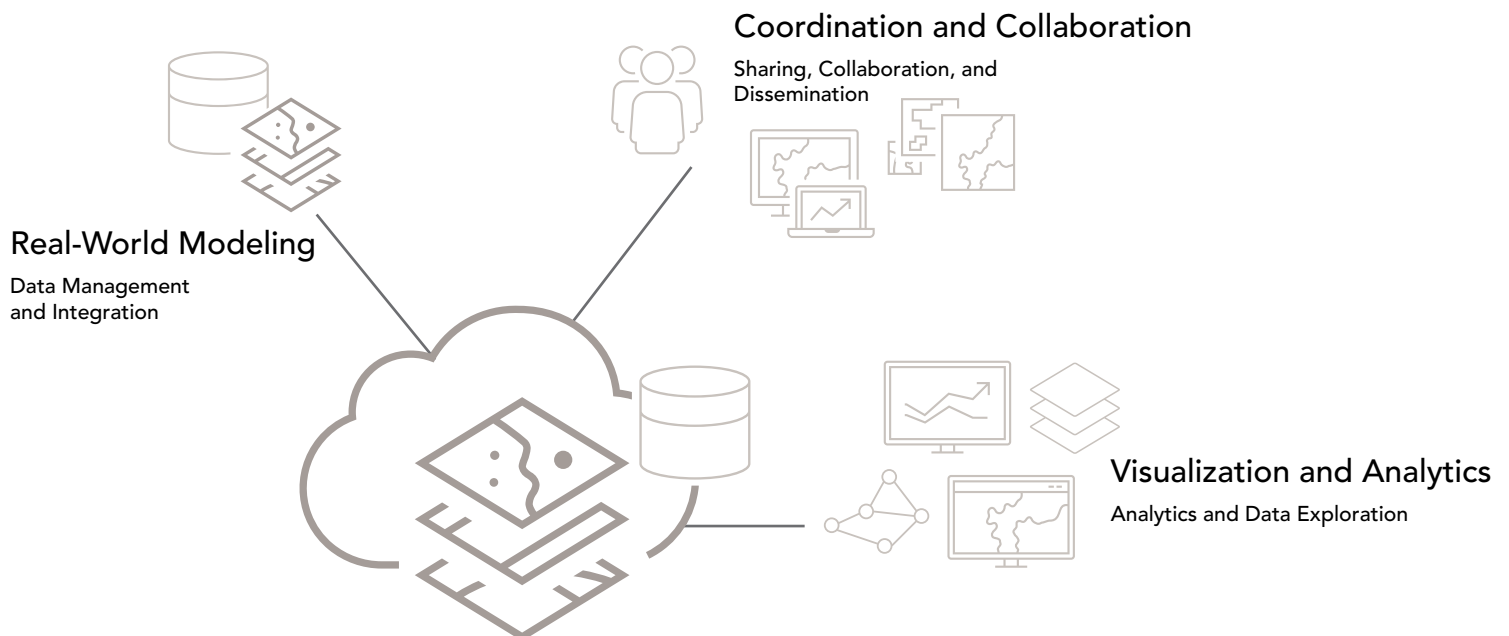 Coordination and Collaboration
Sharing, Collaboration, and
Dissemination
Real-World Modeling
Data Management
and Integration
Visualization and Analytics
Analytics and Data Exploration